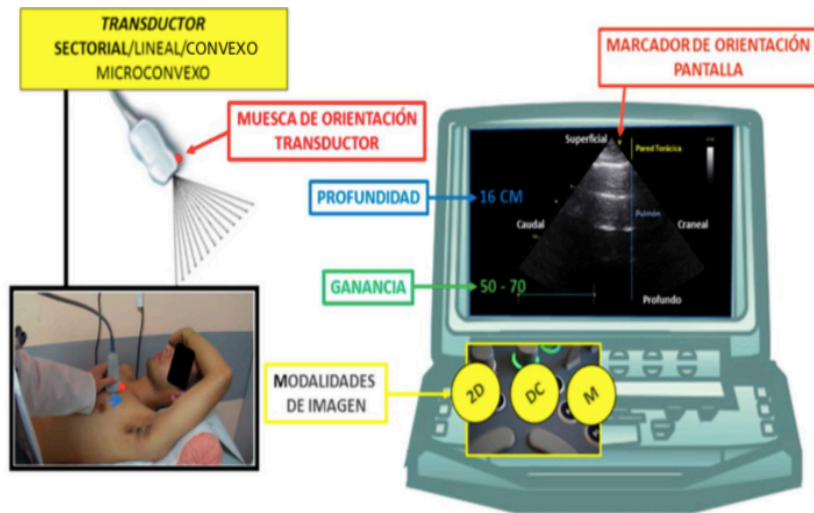 TRANSDUCTOR
SECTORIAL/LINEAL/CONVEXO
MICROCONVEXO
MUESCA DE ORIENTACIÓN
TRANSDUCTOR
MARCADOR DE ORIENTACIÓN
PANTALLA
Superficial
V
Pared Torácica
PROFUNDIDAD
16 CM
Pulmón
Caudal
Craneal
GANANCIA
50 - 70
Profundo
MODALIDADES
DE IMAGEN
2D
DC
M